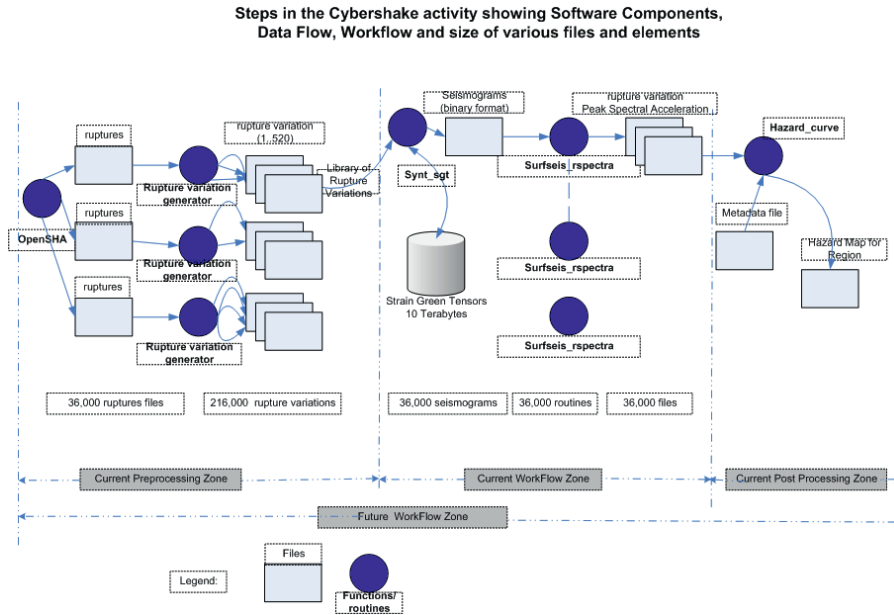 Steps in the Cybershake activity showing Software Components,
Data Flow, Workflow and size of various files and elements
ruptures
rupture variation
(1..520)
Seismograms
(binary format)
rupture variation
Peak Spectral Acceleration
Hazard_curve
Rupture variation
generator
Library of
Rupture
Variations
Synt_sgt
Surfseis_rspectra
OpenSHA
ruptures
Metadata file
Rupture variation
generator
Surfseis_rspectra
Hazard Map for
Region
ruptures
Strain Green Tensors
10 Terabytes
Rupture variation
generator
Surfseis_rspectra
36,000 ruptures files
216,000 rupture variations
36,000 seismograms
36,000 routines
36,000 files
Current Preprocessing Zone
Current WorkFlow Zone
Current Post Processing Zone
Future WorkFlow Zone
Legend:
Files
Functions/
routines